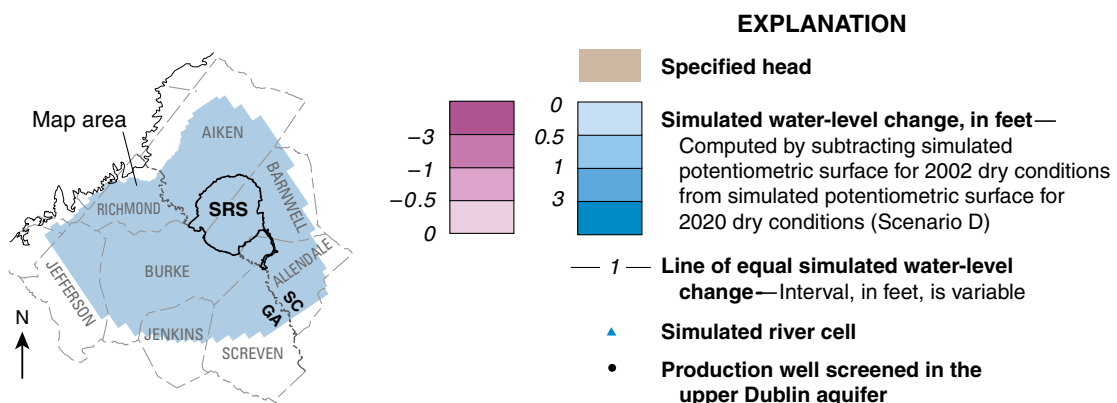 EXPLANATION
Specified head
0
0.5
1
3
−3
−1
−0.5
0
Simulated water-level change, in feet—
Computed by subtracting simulated
potentiometric surface for 2002 dry conditions
from simulated potentiometric surface for
2020 dry conditions (Scenario D)
1
Line of equal simulated water-level
change-—Interval, in feet, is variable
Simulated river cell
Production well screened in the
upper Dublin aquifer
Map area
AIKEN
BARNWELL
RICHMOND
SRS
JEFFERSON
BURKE
ALLENDALE
SC
GA
JENKINS
SCREVEN
N